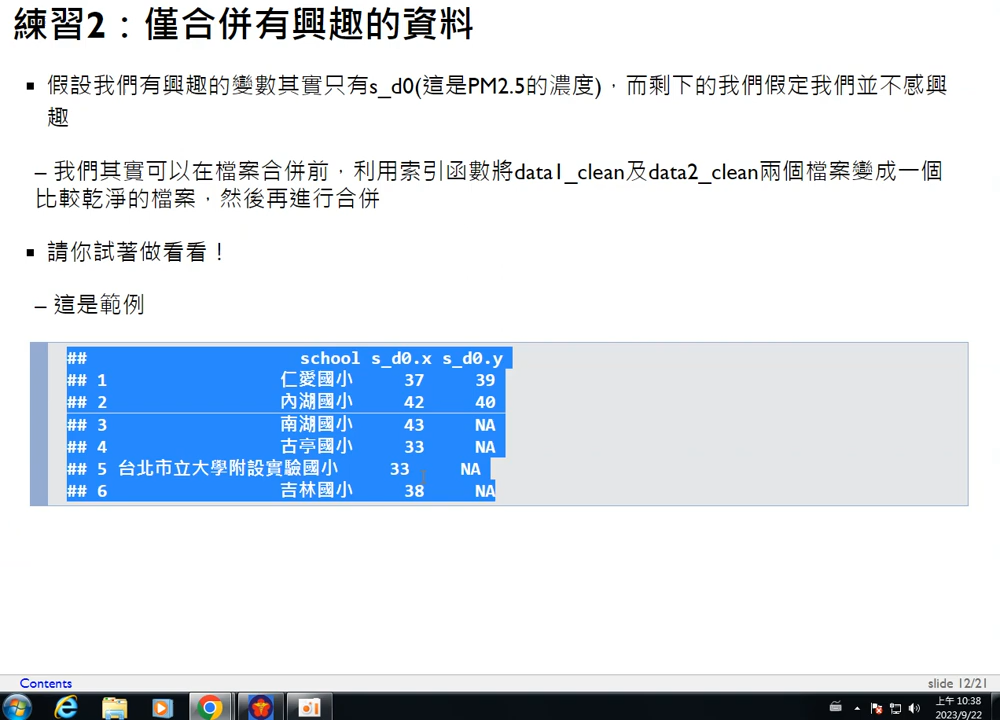 練習2：僅合併有興趣的資料
▪ 假設我們有興趣的變數其實只有s_d0(這是PM2.5的濃度)，而剩下的我們假定我們並不感興
趣
– 我們其實可以在檔案合併前，利用索引函數將data1_clean及data2_clean兩個檔案變成一個
比較乾淨的檔案，然後再進行合併
▪ 請你試著做看看！
– 這是範例
## school s_d0.x s_d0.y
## 1 仁愛國小 37 39
## 2 內湖國小 42 40
## 3 南湖國小 43 NA
## 4 古亭國小 33 NA
## 5 台北市立大學附設實驗國小 33 NA
## 6 吉林國小 38 NA
Contents
slide 12/21
上午 10:38
2023/9/22